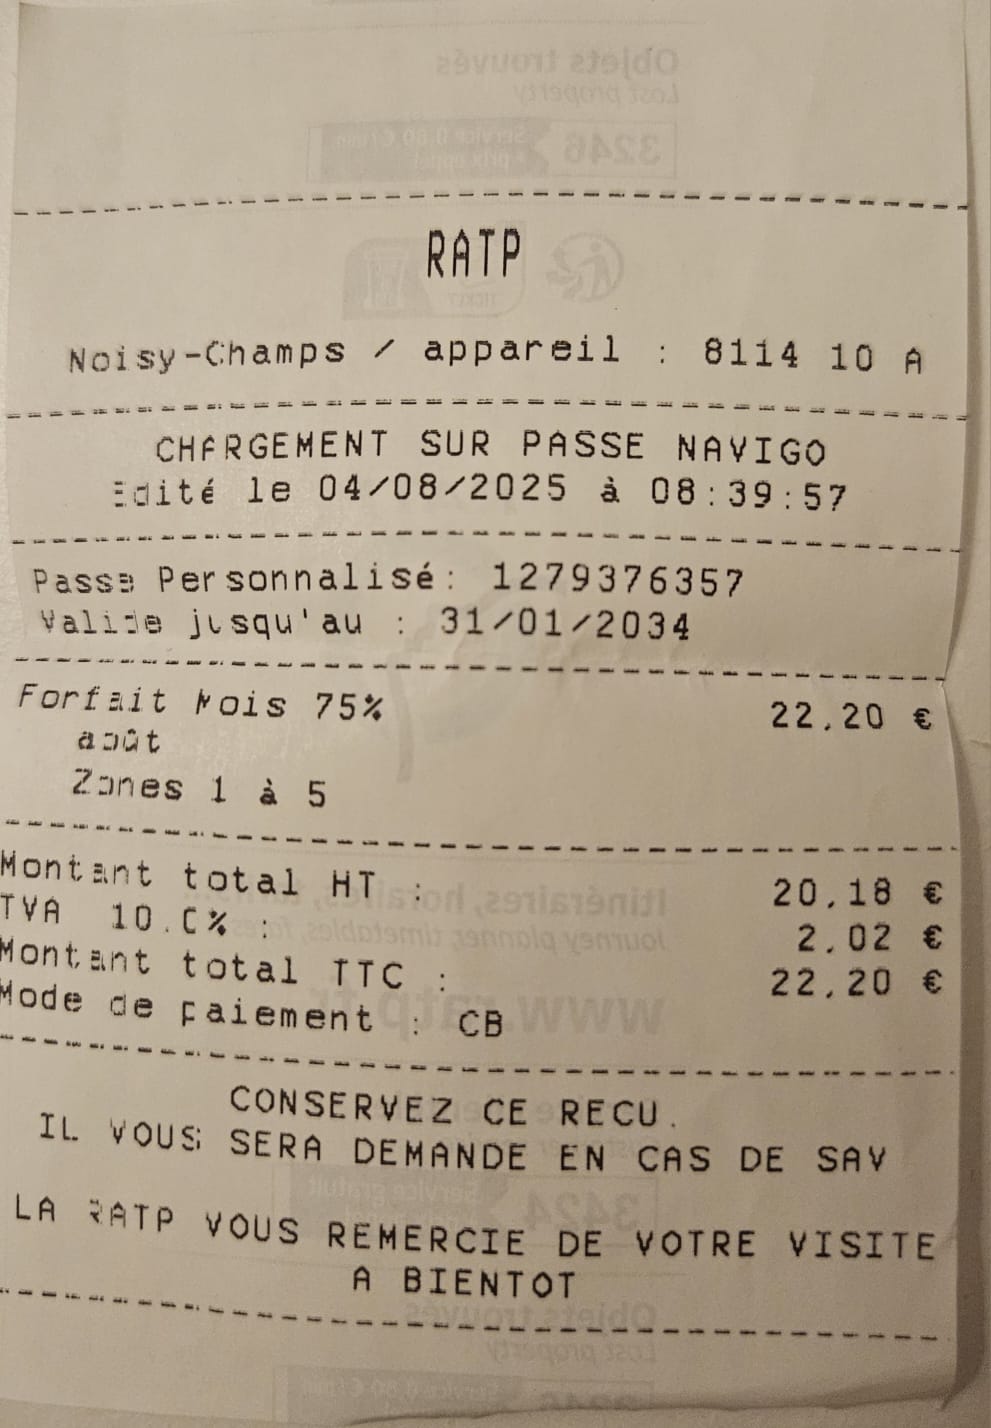 RATP
Noisy-Champs / appareil : 8114 10 A
CHARGEMENT SUR PASSE NAVIGO
Edité le 04/08/2025 à 08:39:57
Passe Personnalisé: 1279376357
Valide jusqu'au : 31/01/2034
Forfait Mois 75% 22,20 €
août
Zones 1 à 5
Montant total HT : 20,18 €
TVA 10.0% : 2,02 €
Montant total TTC : 22,20 €
Mode de paiement : CB
CONSERVEZ CE RECU.
IL VOUS SERA DEMANDE EN CAS DE SAV
LA RATP VOUS REMERCIE DE VOTRE VISITE
A BIENTOT